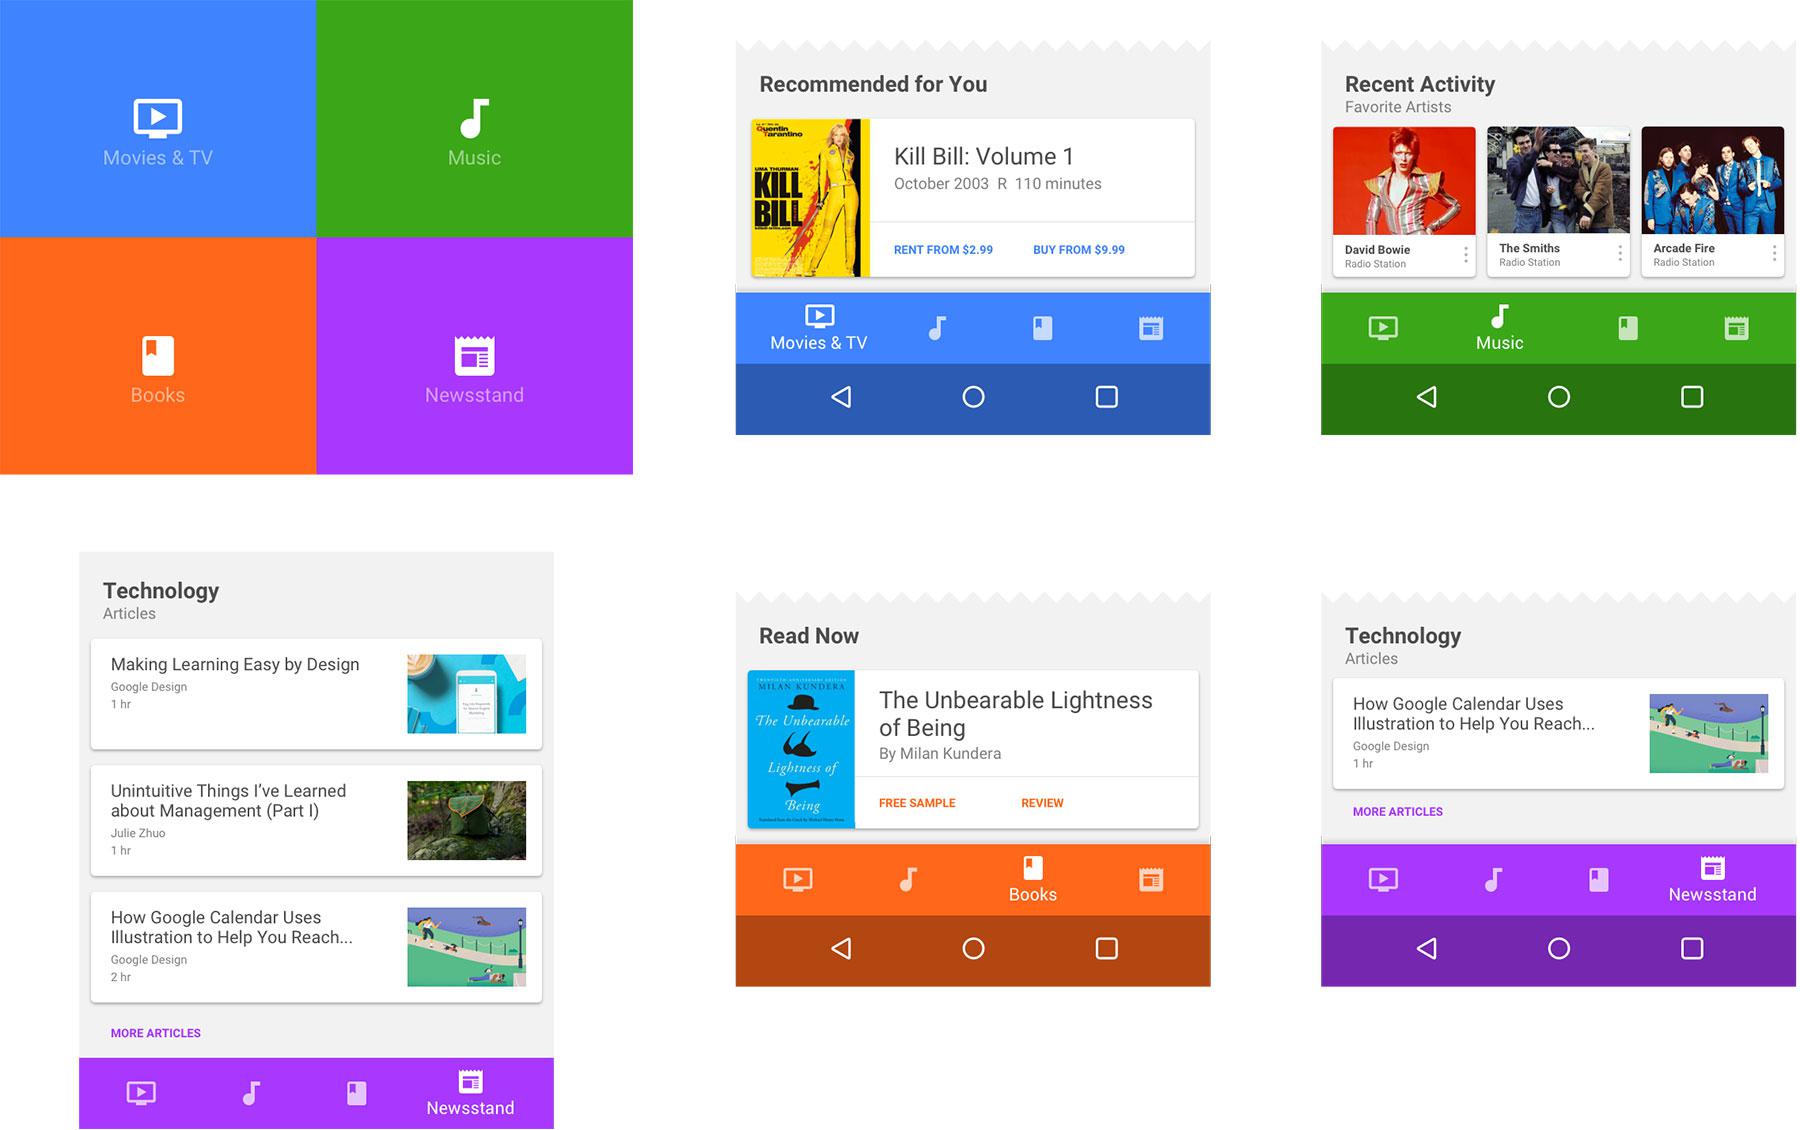 Movies & TV
Music
Books
Newsstand
Recommended for You
Quentin
Tarantino
UMA THURMAN
KILL
BILL
Kill Bill: Volume 1
October 2003 R 110 minutes
RENT FROM $2.99
BUY FROM $9.99
Movies & TV
Recent Activity
Favorite Artists
David Bowie
Radio Station
The Smiths
Radio Station
Arcade Fire
Radio Station
Music
Technology
Articles
Making Learning Easy by Design
Google Design
1 hr
Unintuitive Things I've Learned
about Management (Part I)
Julie Zhuo
1 hr
How Google Calendar Uses
Illustration to Help You Reach...
Google Design
2 hr
MORE ARTICLES
Newsstand
Read Now
TWENTIETH-ANNIVERSARY EDITION
MILAN KUNDERA
The Unbearable
Lightness of
Being
The Unbearable Lightness
of Being
By Milan Kundera
FREE SAMPLE
REVIEW
Books
Technology
Articles
How Google Calendar Uses
Illustration to Help You Reach...
Google Design
1 hr
MORE ARTICLES
Newsstand